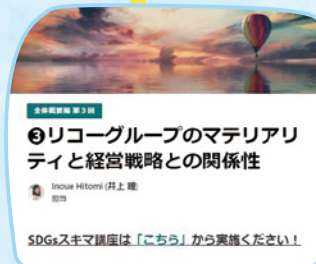 全体概要編 第3回
❸リコーグループのマテリアリ
ティと経営戦略との関係性
Inoue Hitomi (井上 瞳)
担当
SDGsスキマ講座は「こちら」から実施ください！